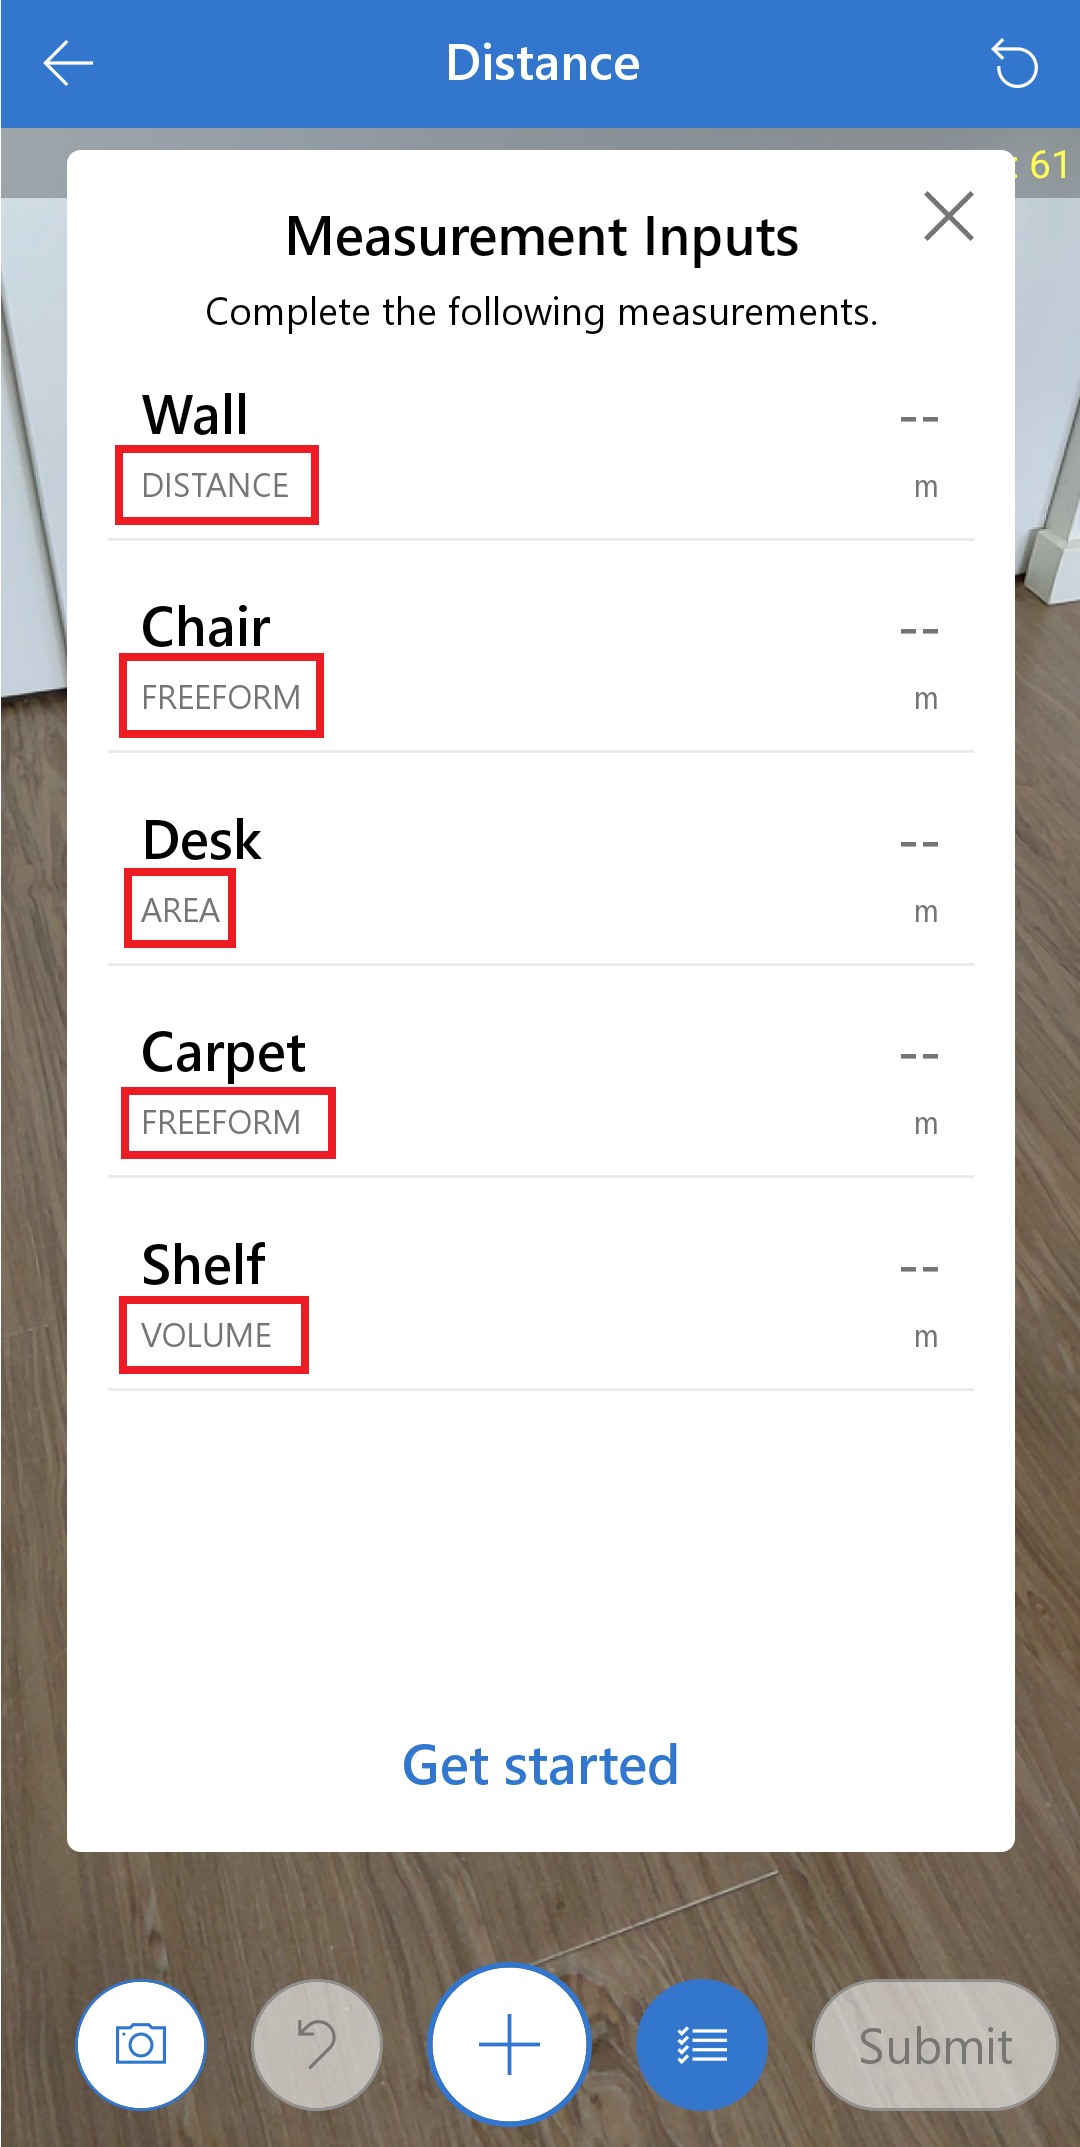 Distance
: 61
Measurement Inputs
Complete the following measurements.
Wall
--
DISTANCE
m
Chair
--
FREEFORM
m
Desk
--
AREA
m
Carpet
--
FREEFORM
m
Shelf
--
VOLUME
m
Get started
Submit